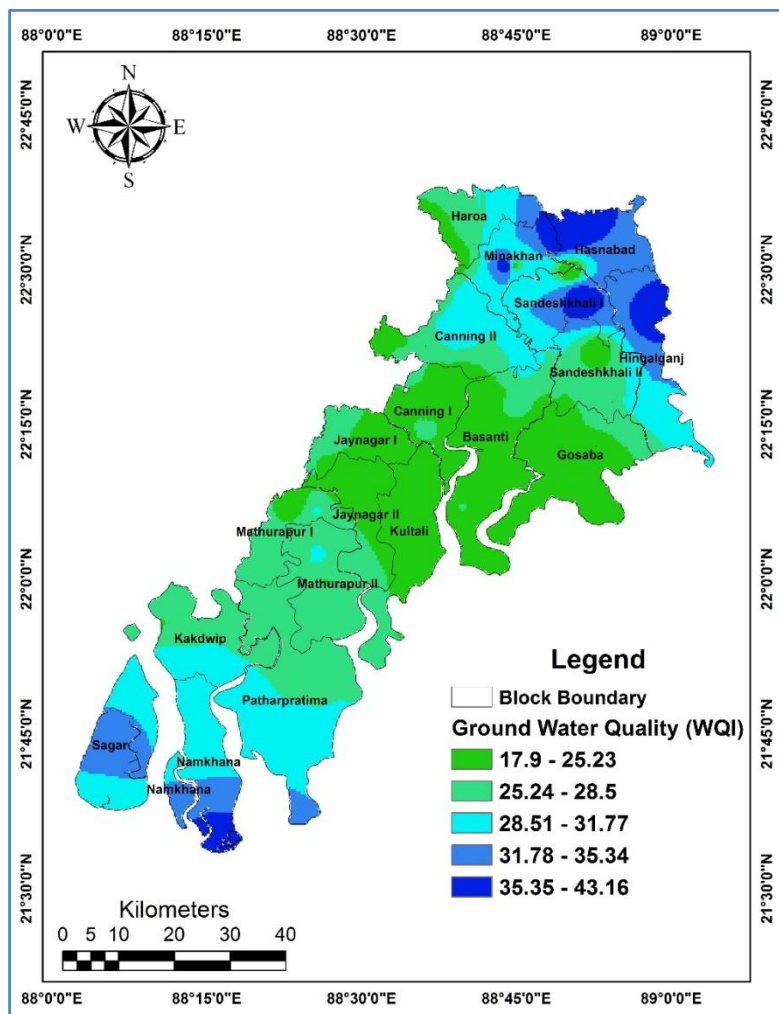 88°0'0"E 88°15'0"E 88°30'0"E 88°45'0"E 89°0'0"E
N
W E
S
22°45'0"N 22°45'0"N
22°30'0"N 22°30'0"N
22°15'0"N 22°15'0"N
22°0'0"N 22°0'0"N
21°45'0"N 21°45'0"N
21°30'0"N 21°30'0"N
Haroa
Minakhan
Hasnabad
Sandeshkhali I
Canning II
Hingalganj
Sandeshkhali II
Canning I
Jaynagar I
Basanti
Gosaba
Jaynagar II
Kultali
Mathurapur I
Mathurapur II
Kakdwip
Patharpratima
Sagar
Namkhana
Namkhana
Legend
Block Boundary
Ground Water Quality (WQI)
17.9 - 25.23
25.24 - 28.5
28.51 - 31.77
31.78 - 35.34
35.35 - 43.16
Kilometers
0 5 10 20 30 40
88°0'0"E 88°15'0"E 88°30'0"E 88°45'0"E 89°0'0"E